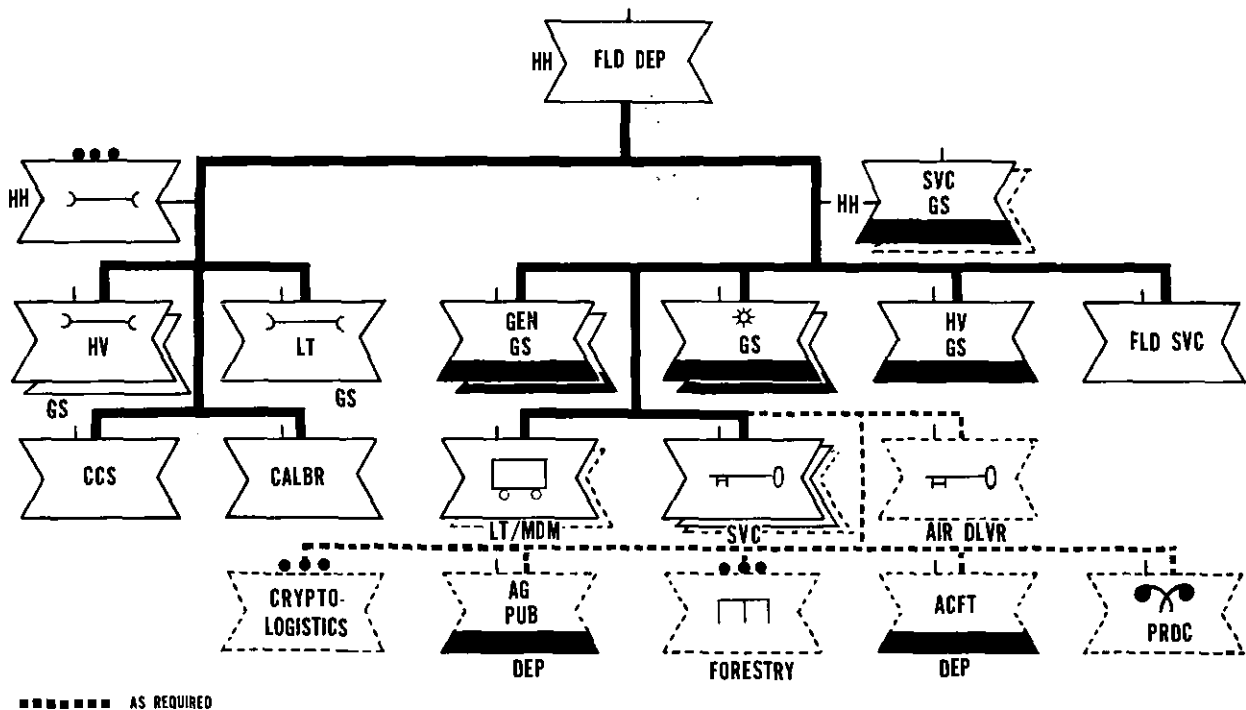 HH
FLD DEP
HH
SVC
GS
HH
HV
GS
LT
GS
GEN
GS
GS
HV
GS
FLD SVC
CCS
CALBR
LT/MDM
SVC
AIR DLVR
CRYPTO-
LOGISTICS
AG
PUB
DEP
FORESTRY
ACFT
DEP
PRDC
AS REQUIRED